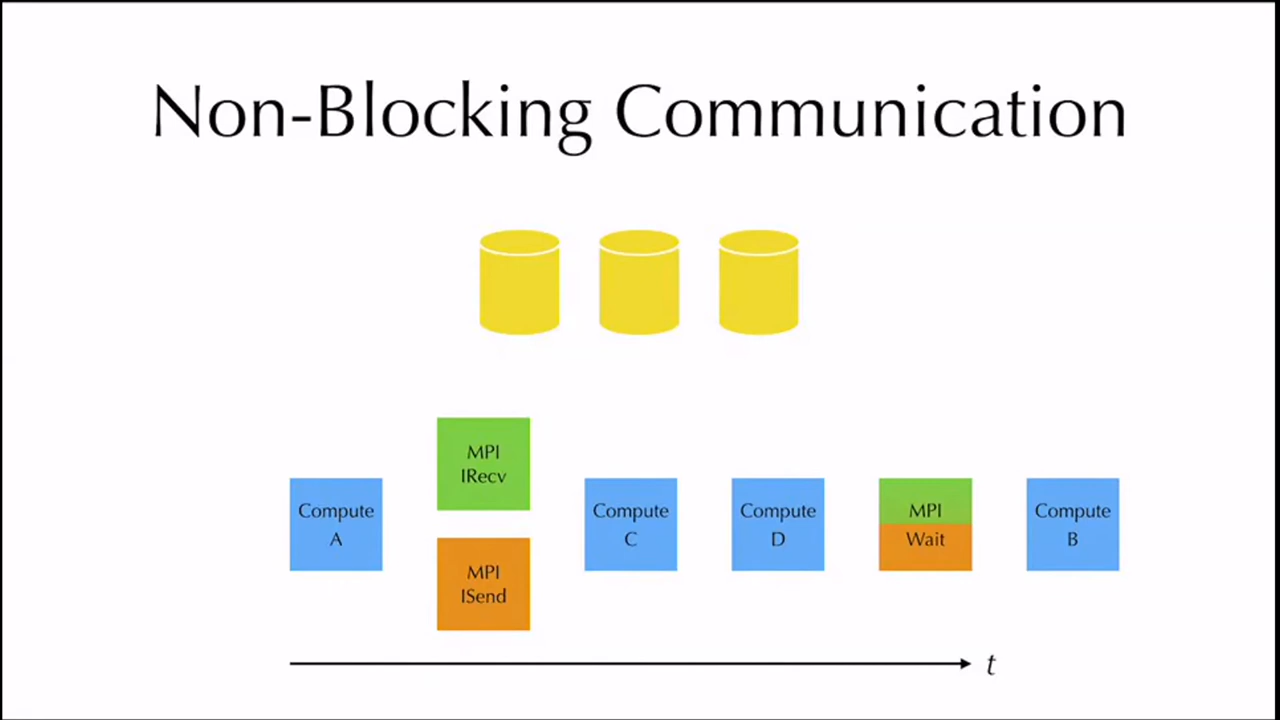 Non-Blocking Communication
MPI
IRecv
Compute
A
Compute
C
Compute
D
MPI
Wait
Compute
B
MPI
ISend
t